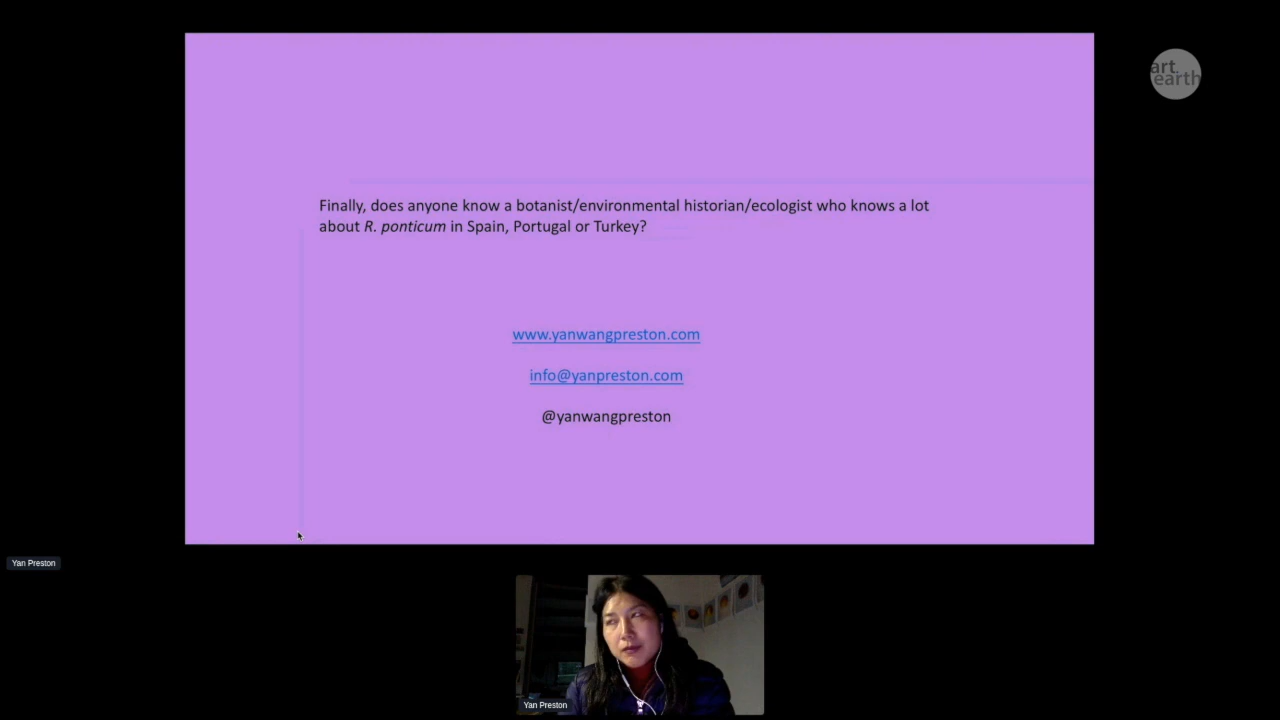 art
earth
Finally, does anyone know a botanist/environmental historian/ecologist who knows a lot
about R. ponticum in Spain, Portugal or Turkey?
www.yanwangpreston.com
info@yanpreston.com
@yanwangpreston
Yan Preston
Yan Preston